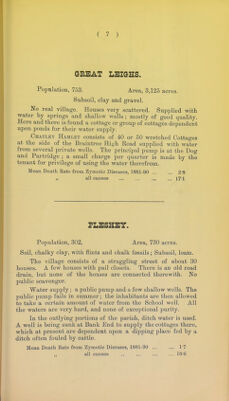 ( 7 )
GREAT LEIGHS.
Population, 753. Area, 3,125 acres.
Subsoil, clay and gravel.
No real village. Houses very scattered. Supplied with
water by springs and shallow wells; mostly of good quality.
Here and there is found a cottage or group of cottages dependent
upon ponds for their water supply.
Chatley Hamlet consists of 40 or 50 wretched Cottages
at the side of the Braintree High Road supplied with water
from several private wells. The principal pump is at the Dog
and Partridge; a small charge per quarter is made by the
tenant for privilege of using the water therefrom.
Mean Death Rate from Zymotic Diseases, 1881-90 ... ... 2·8
„ all causes ... ... ... ... 17·1
PLESHEY.
Population, 302. Area, 730 acres.
Soil, chalky clay, with flints and chalk fossils; Subsoil, loam.
The village consists of a straggling street of about 30
houses. A few houses with pail closets. There is an old road
drain, but none of the houses are connected therewith. No
public scavenger.
Water supply; a public pump and a few shallow wells. The
public pump fails in summer; the inhabitants are then allowed
to take a certain amount of water from the School well. All
the waters are very hard, and none of exceptional purity.
In the outlying portions of the parish, ditch water is used.
A well is being sunk at Bank End to supply the cottages there,
which at present are dependent upon a dipping place fed by a
ditch often fouled by cattle.
Mean Death Rate from Zymotic Diseases, 1881-90 ... ... 1·7
„ all causes ... ... ... ... 18·6